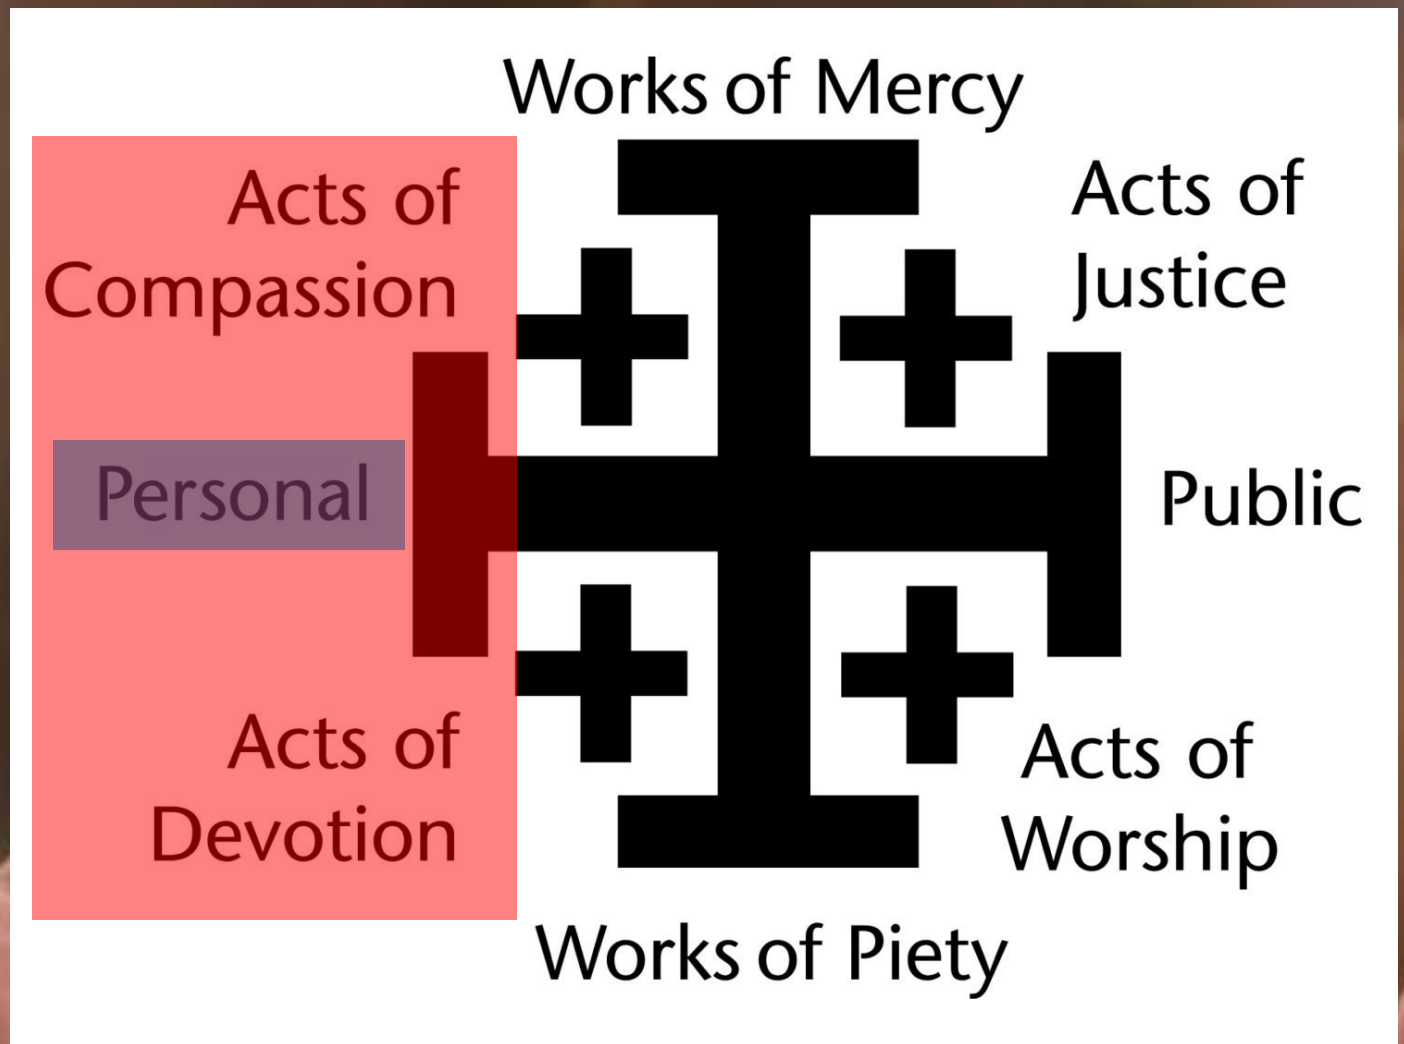 Works of Mercy
Acts of
Compassion
Acts of
Justice
Personal
Public
Acts of
Devotion
Acts of
Worship
Works of Piety